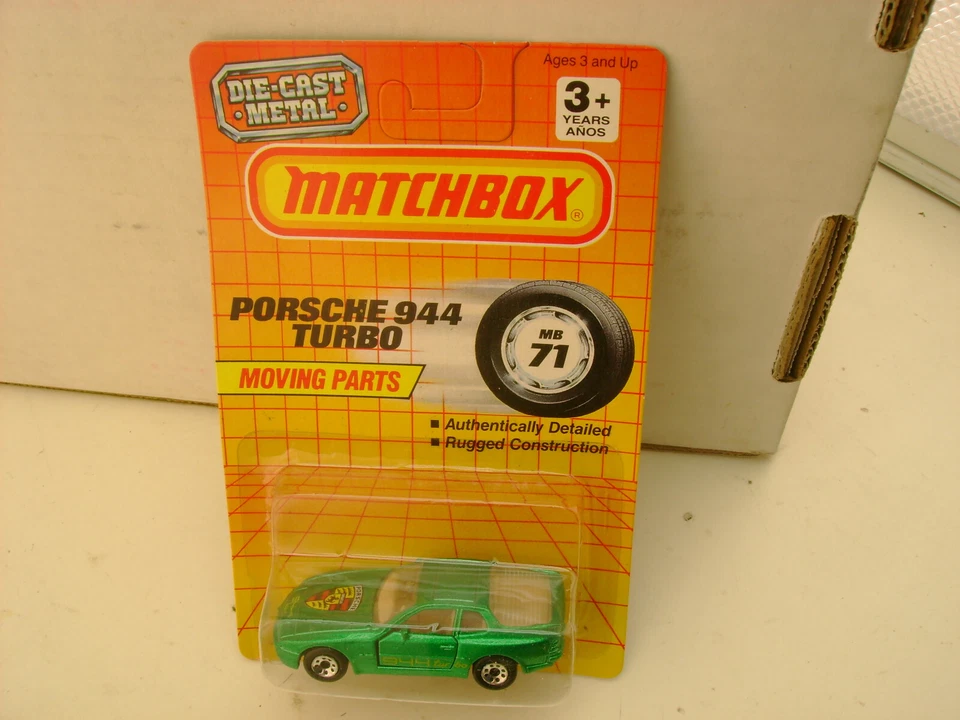 DIE-CAST
METAL
Ages 3 and Up
3+
YEARS
AÑOS
MATCHBOX®
PORSCHE 944
TURBO
MB
71
MOVING PARTS
■ Authentically Detailed
■ Rugged Construction